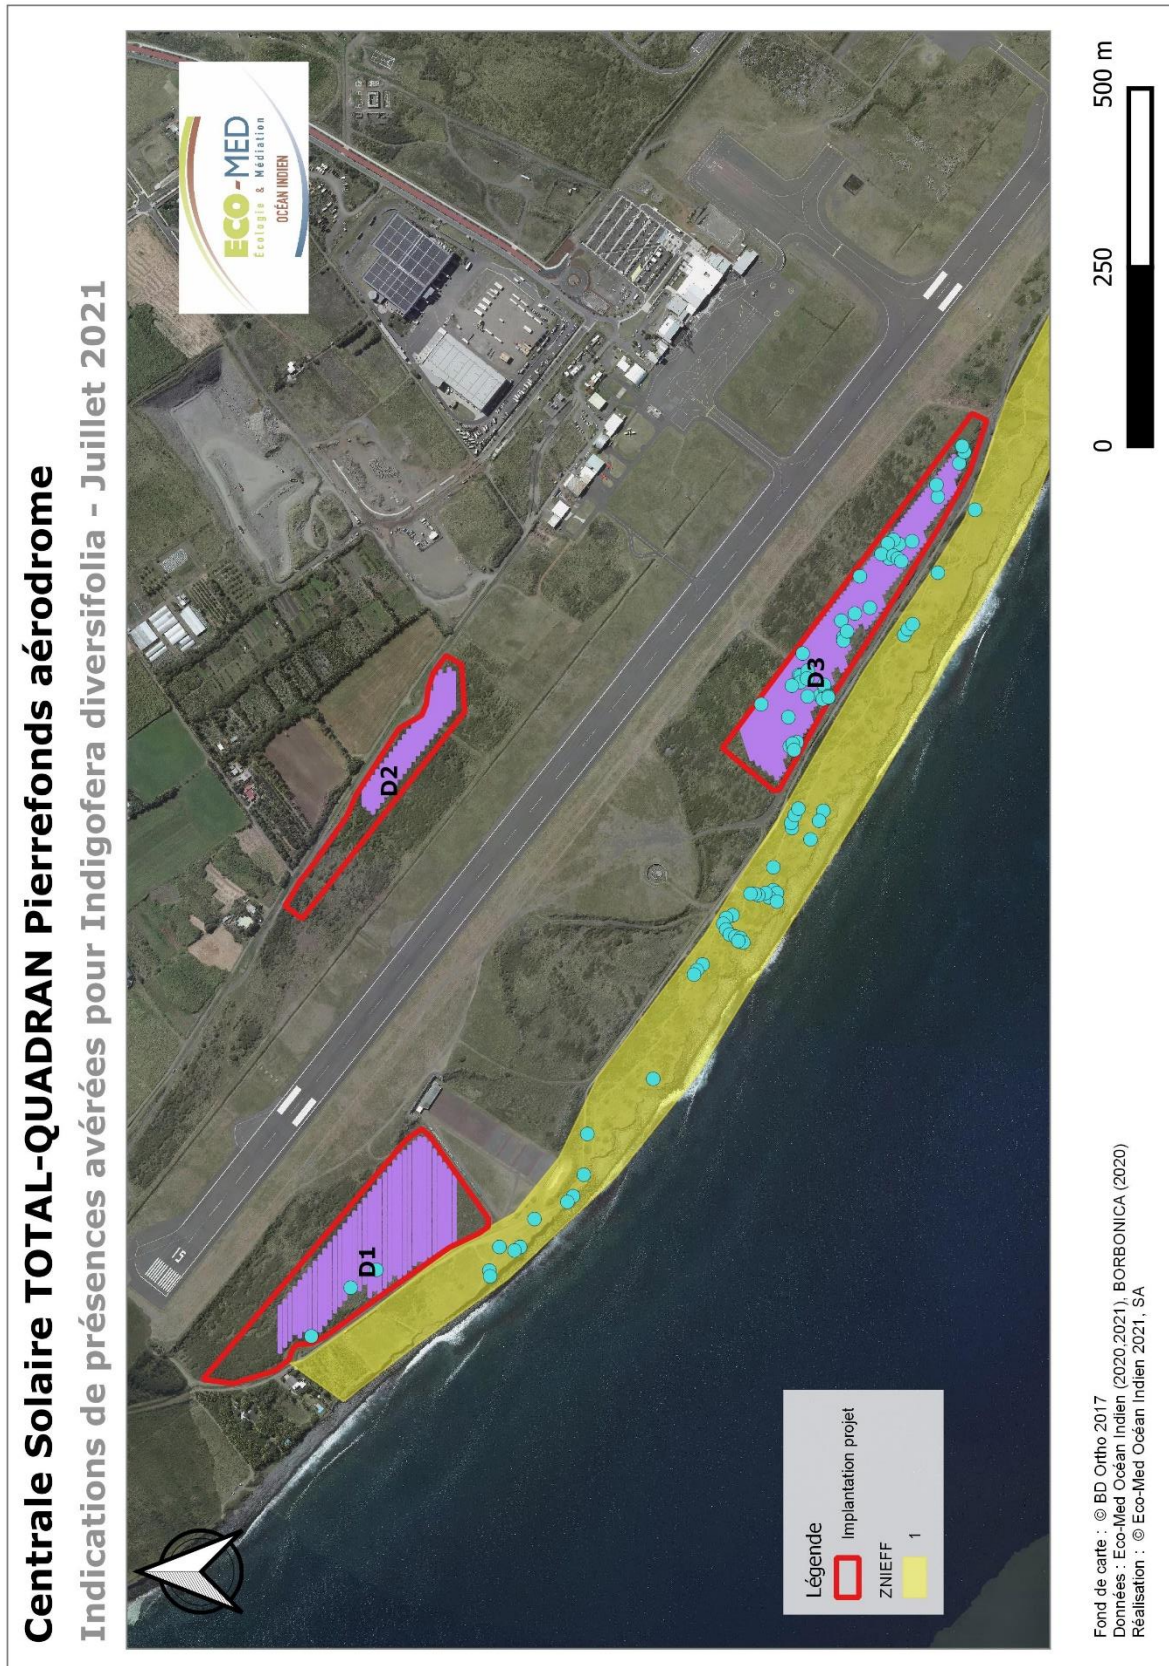 Centrale Solaire TOTAL-QUADRAN Pierrefonds aérodrome
Indications de présences avérées pour Indigofera diversifolia - Juillet 2021
ECO-MED
Écologie & Médiation
OCÉAN INDIEN
15
D1
D2
D3
Légende
Implantation projet
ZNIEFF
1
0 250 500 m
Fond de carte : © BD Ortho 2017
Données : Eco-Med Océan Indien (2020,2021), BORBONICA (2020)
Réalisation : © Eco-Med Océan Indien 2021, SA